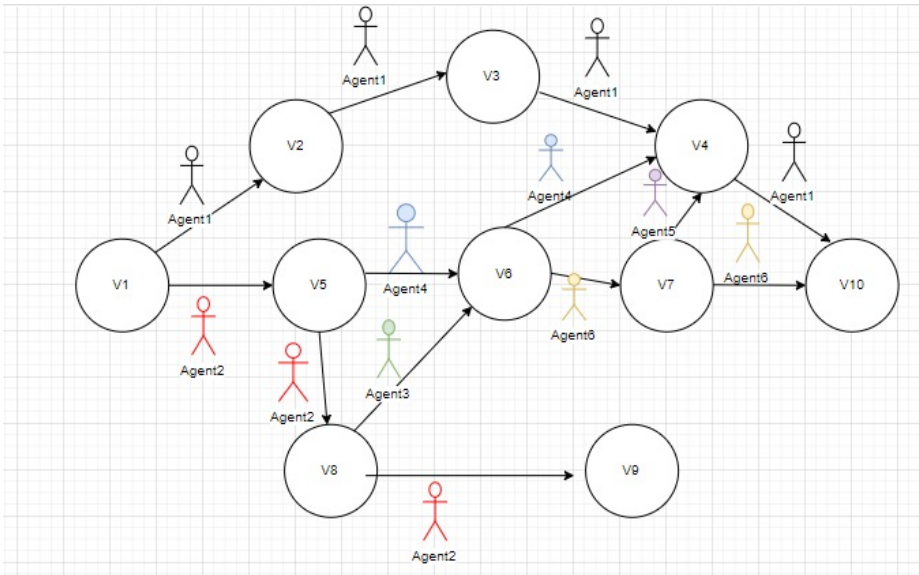 Agent1
V3
Agent1
V2
V4
Agent1
Agent4
Agent1
Agent1
Agent5
V1
V5
V6
V7
V10
Agent4
Agent6
Agent6
Agent2
Agent3
Agent2
V8
V9
Agent2